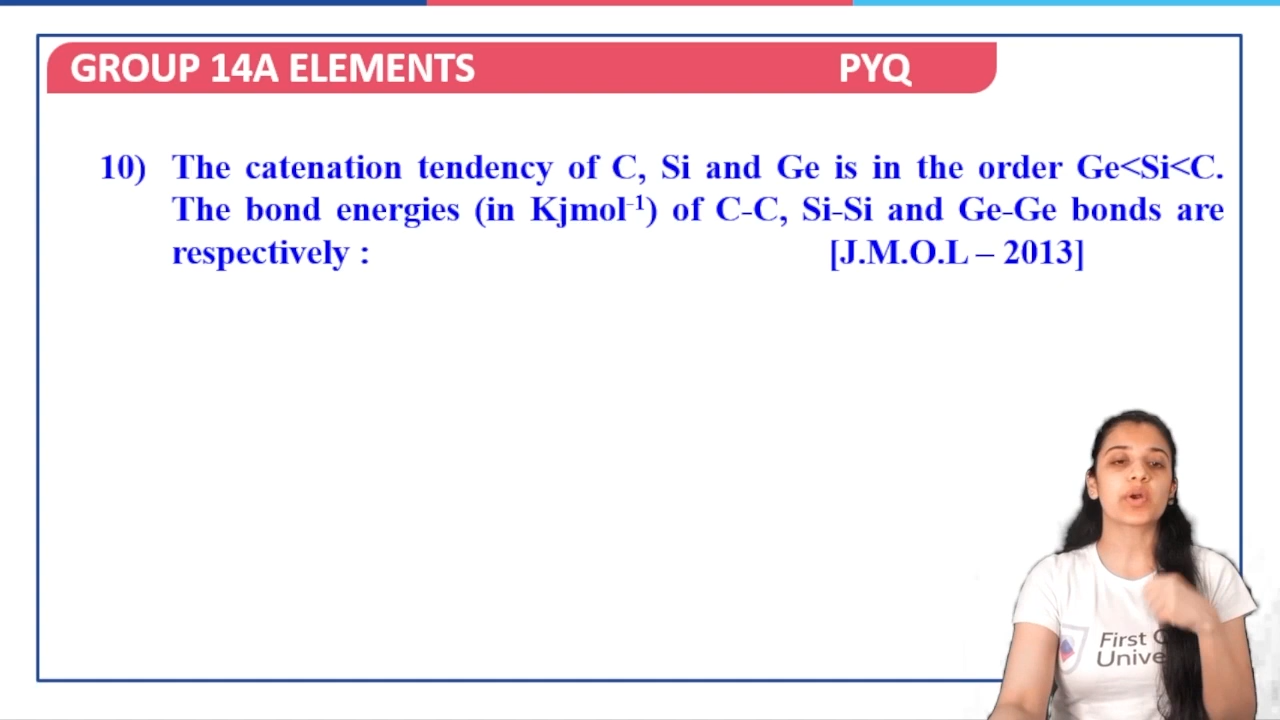 GROUP 14A ELEMENTS PYQ
10) The catenation tendency of C, Si and Ge is in the order Ge<Si<C.
The bond energies (in Kjmol⁻¹) of C-C, Si-Si and Ge-Ge bonds are
respectively : [J.M.O.L – 2013]
First